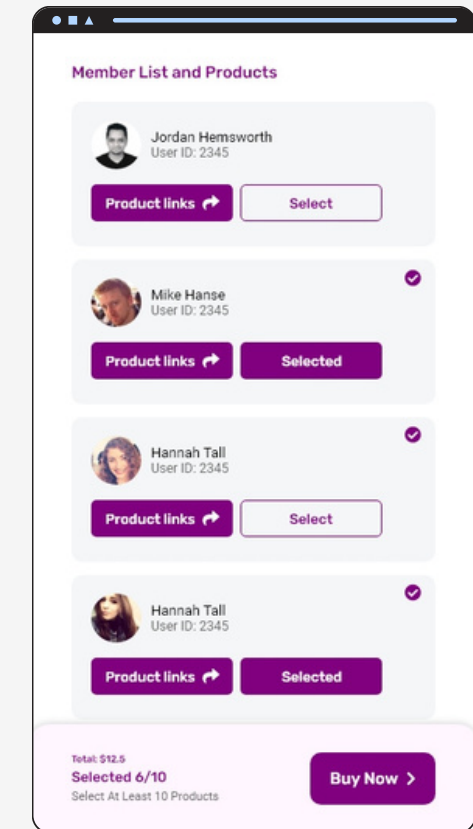 Member List and Products
Jordan Hemsworth
User ID: 2345
Product links Select
Mike Hanse
User ID: 2345
Product links Selected
Hannah Tall
User ID: 2345
Product links Select
Hannah Tall
User ID: 2345
Product links Selected
Total: $12.5
Selected 6/10
Select At Least 10 Products
Buy Now